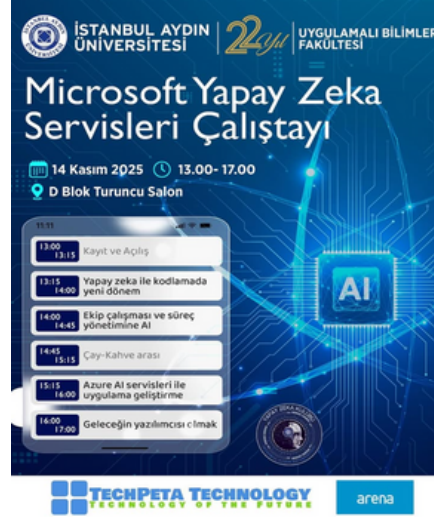 İSTANBUL AYDIN
ÜNİVERSİTESİ
22.Yıl
UYGULAMALI BİLİMLER
FAKÜLTESİ
Microsoft Yapay Zeka
Servisleri Çalıştayı
14 Kasım 2025 13.00- 17.00
D Blok Turuncu Salon
11:11
13:00
13:15
Kayıt ve Açılış
13:15
14:00
Yapay zeka ile kodlamada
yeni dönem
14:00
14:45
Ekip çalışması ve süreç
yönetimine AI
14:45
15:15
Çay-Kahve arası
15:15
16:00
Azure AI servisleri ile
uygulama geliştirme
16:00
17:00
Geleceğin yazılımcısı olmak
AI
YAPAY ZEKA KULÜBÜ
TECHPETA TECHNOLOGY
TECHNOLOGY OF THE FUTURE
arena